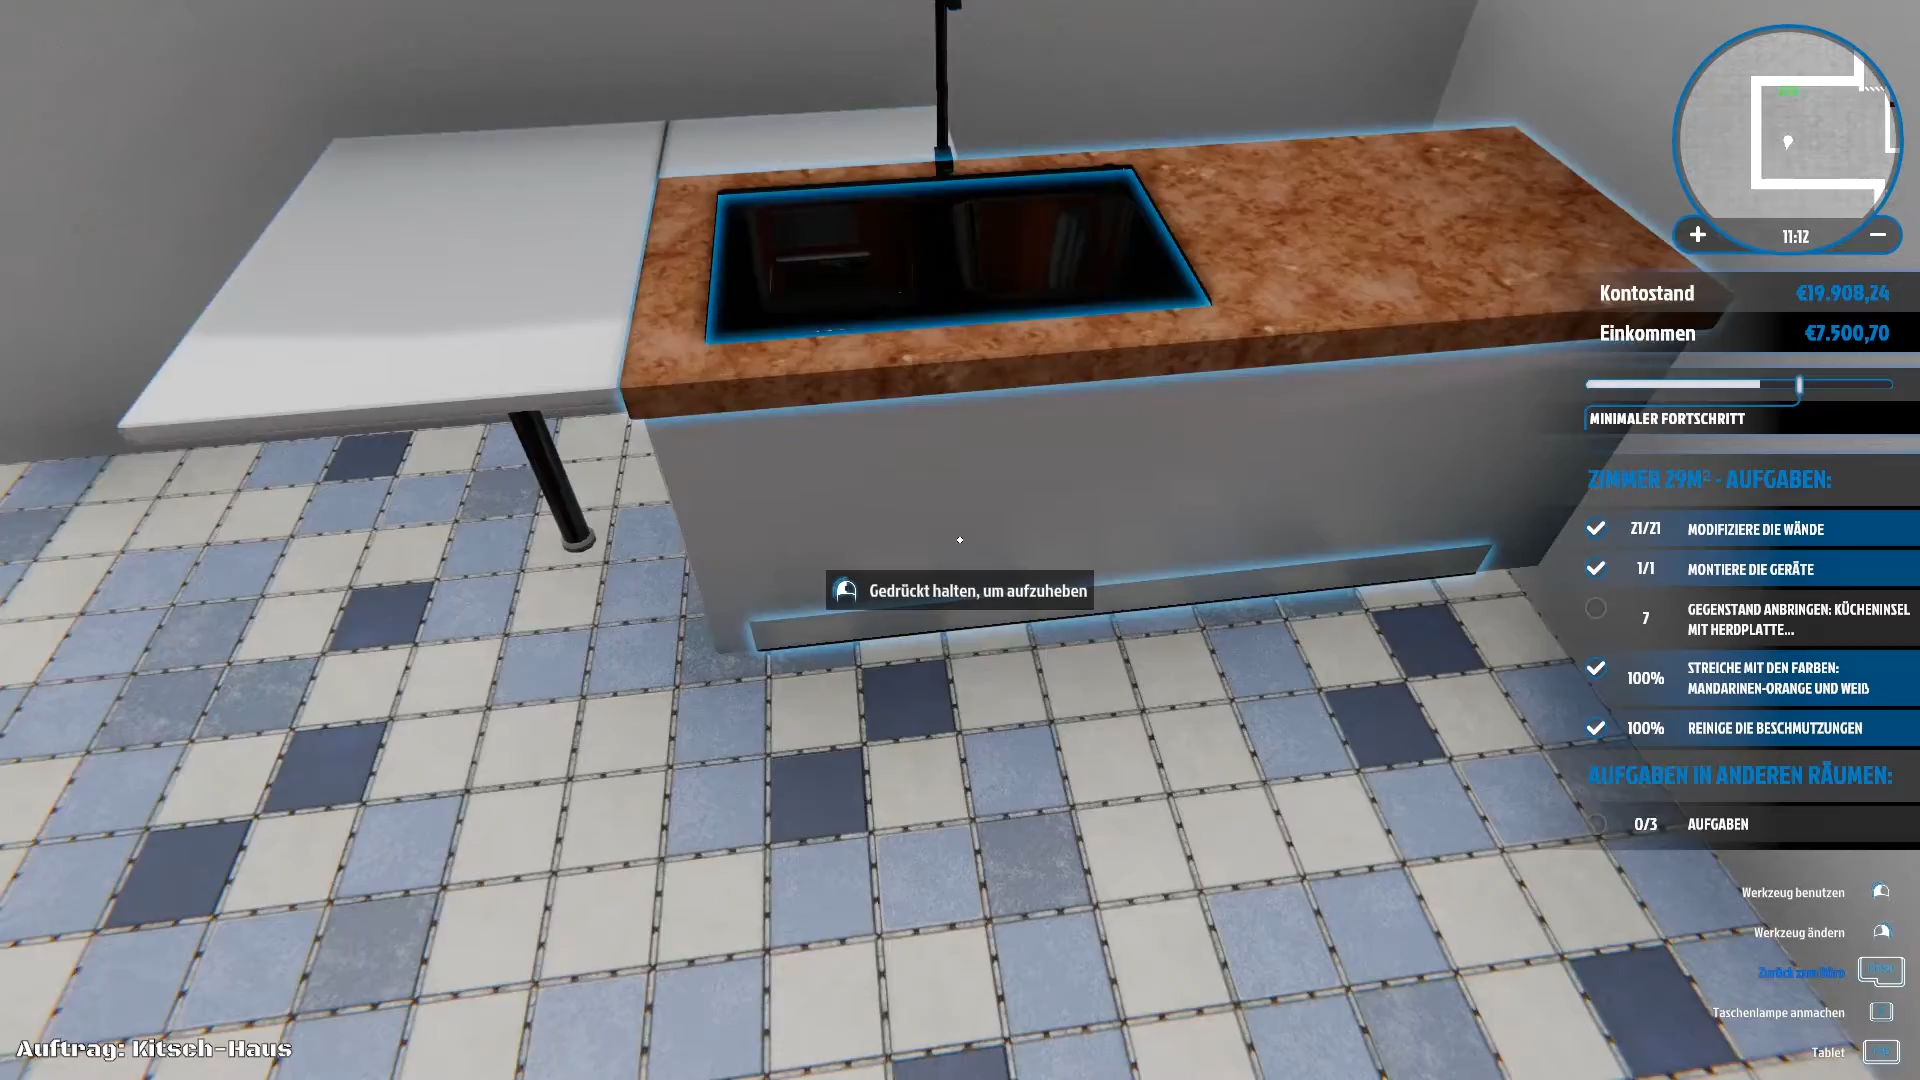 + 11:12 −
Kontostand €19.908,24
Einkommen €7.500,70
MINIMALER FORTSCHRITT
ZIMMER 29M² - AUFGABEN:
21/21 MODIFIZIERE DIE WÄNDE
1/1 MONTIERE DIE GERÄTE
7 GEGENSTAND ANBRINGEN: KÜCHENINSEL
MIT HERDPLATTE...
100% STREICHE MIT DEN FARBEN:
MANDARINEN-ORANGE UND WEIß
100% REINIGE DIE BESCHMUTZUNGEN
AUFGABEN IN ANDEREN RÄUMEN:
0/3 AUFGABEN
Gedrückt halten, um aufzuheben
Werkzeug benutzen
Werkzeug ändern
Zurück zum Büro
Taschenlampe anmachen
Tablet
Auftrag: Kitsch-Haus